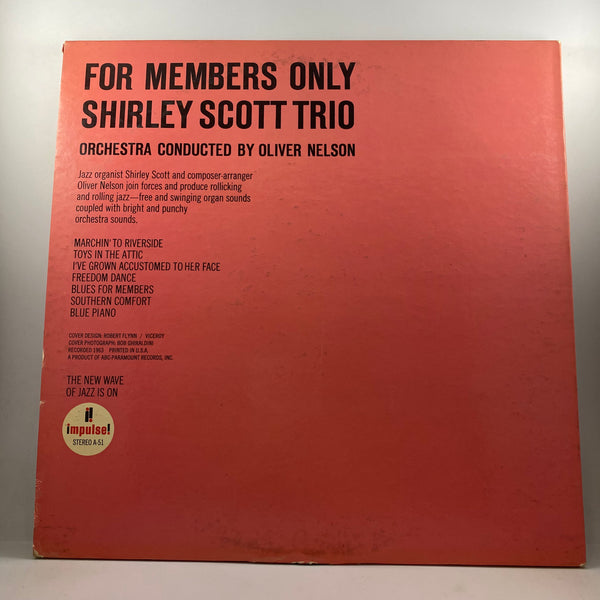 FOR MEMBERS ONLY
SHIRLEY SCOTT TRIO
ORCHESTRA CONDUCTED BY OLIVER NELSON
Jazz organist Shirley Scott and composer-arranger
Oliver Nelson join forces and produce rollicking
and rolling jazz—free and swinging organ sounds
coupled with bright and punchy
orchestra sounds.
MARCHIN' TO RIVERSIDE
TOYS IN THE ATTIC
I'VE GROWN ACCUSTOMED TO HER FACE
FREEDOM DANCE
BLUES FOR MEMBERS
SOUTHERN COMFORT
BLUE PIANO
COVER DESIGN: ROBERT FLYNN / VICEROY
COVER PHOTOGRAPH: BOB GHIRALDINI
RECORDED 1963 PRINTED IN U.S.A.
A PRODUCT OF ABC-PARAMOUNT RECORDS, INC.
THE NEW WAVE
OF JAZZ IS ON
i!
impulse!
STEREO A-51